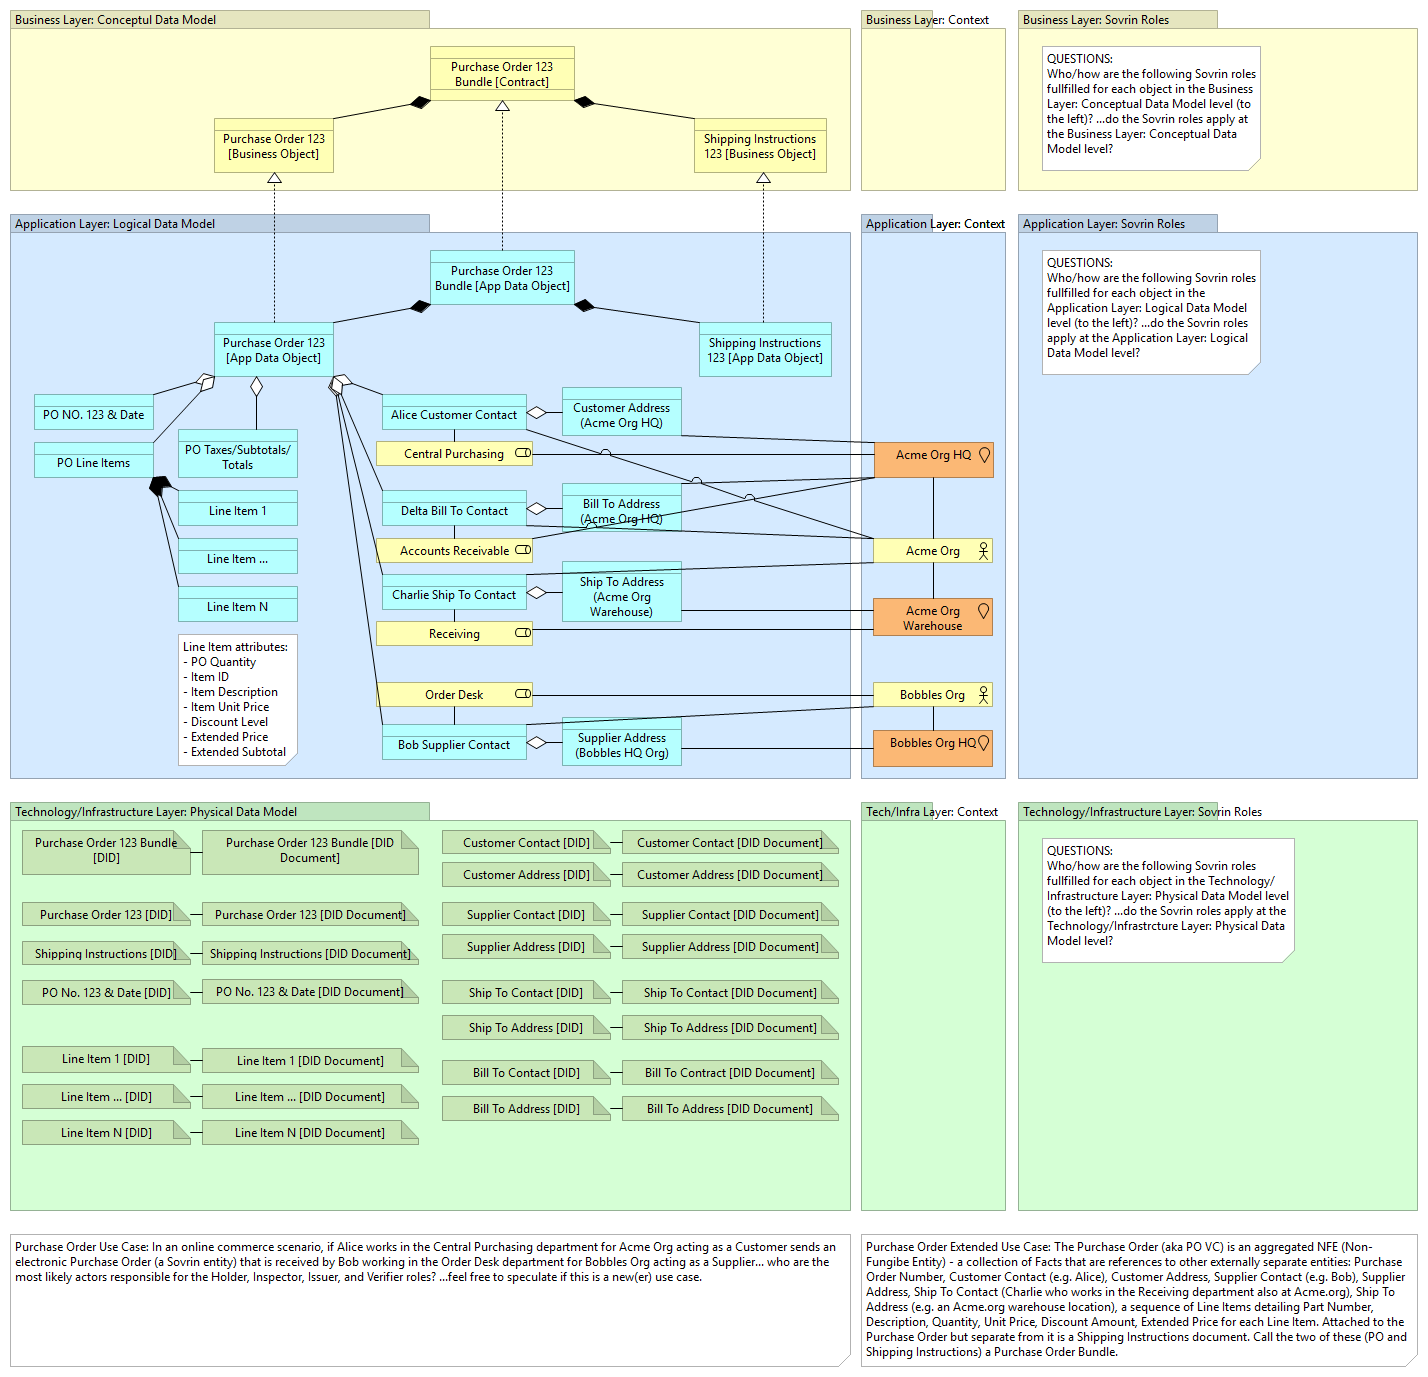 Business Layer: Conceptul Data Model
Business Layer: Context
Business Layer: Sovrin Roles
Purchase Order 123
Bundle [Contract]
Purchase Order 123
[Business Object]
Shipping Instructions
123 [Business Object]
QUESTIONS:
Who/how are the following Sovrin roles
fullfilled for each object in the Business
Layer: Conceptual Data Model level (to
the left)? ...do the Sovrin roles apply at
the Business Layer: Conceptual Data
Model level?
Application Layer: Logical Data Model
Application Layer: Context
Application Layer: Sovrin Roles
Purchase Order 123
Bundle [App Data Object]
Purchase Order 123
[App Data Object]
Shipping Instructions
123 [App Data Object]
QUESTIONS:
Who/how are the following Sovrin roles
fullfilled for each object in the
Application Layer: Logical Data Model
level (to the left)? ...do the Sovrin roles
apply at the Application Layer: Logical
Data Model level?
PO NO. 123 & Date
PO Line Items
PO Taxes/Subtotals/
Totals
Line Item 1
Line Item ...
Line Item N
Line Item attributes:
- PO Quantity
- Item ID
- Item Description
- Item Unit Price
- Discount Level
- Extended Price
- Extended Subtotal
Alice Customer Contact
Customer Address
(Acme Org HQ)
Central Purchasing
Acme Org HQ
Delta Bill To Contact
Bill To Address
(Acme Org HQ)
Accounts Receivable
Acme Org
Charlie Ship To Contact
Ship To Address
(Acme Org
Warehouse)
Acme Org
Warehouse
Receiving
Order Desk
Bobbles Org
Bob Supplier Contact
Supplier Address
(Bobbles HQ Org)
Bobbles Org HQ
Technology/Infrastructure Layer: Physical Data Model
Tech/Infra Layer: Context
Technology/Infrastructure Layer: Sovrin Roles
Purchase Order 123 Bundle
[DID]
Purchase Order 123 Bundle [DID
Document]
Purchase Order 123 [DID]
Purchase Order 123 [DID Document]
Shipping Instructions [DID]
Shipping Instructions [DID Document]
PO No. 123 & Date [DID]
PO No. 123 & Date [DID Document]
Line Item 1 [DID]
Line Item 1 [DID Document]
Line Item ... [DID]
Line Item ... [DID Document]
Line Item N [DID]
Line Item N [DID Document]
Customer Contact [DID]
Customer Contact [DID Document]
Customer Address [DID]
Customer Address [DID Document]
Supplier Contact [DID]
Supplier Contact [DID Document]
Supplier Address [DID]
Supplier Address [DID Document]
Ship To Contact [DID]
Ship To Contact [DID Document]
Ship To Address [DID]
Ship To Address [DID Document]
Bill To Contact [DID]
Bill To Contract [DID Document]
Bill To Address [DID]
Bill To Address [DID Document]
QUESTIONS:
Who/how are the following Sovrin roles
fullfilled for each object in the Technology/
Infrastructure Layer: Physical Data Model level
(to the left)? ...do the Sovrin roles apply at the
Technology/Infrastrcture Layer: Physical Data
Model level?
Purchase Order Use Case: In an online commerce scenario, if Alice works in the Central Purchasing department for Acme Org acting as a Customer sends an
electronic Purchase Order (a Sovrin entity) that is received by Bob working in the Order Desk department for Bobbles Org acting as a Supplier... who are the
most likely actors responsible for the Holder, Inspector, Issuer, and Verifier roles? ...feel free to speculate if this is a new(er) use case.
Purchase Order Extended Use Case: The Purchase Order (aka PO VC) is an aggregated NFE (Non-
Fungibe Entity) - a collection of Facts that are references to other externally separate entities: Purchase
Order Number, Customer Contact (e.g. Alice), Customer Address, Supplier Contact (e.g. Bob), Supplier
Address, Ship To Contact (Charlie who works in the Receiving department also at Acme.org), Ship To
Address (e.g. an Acme.org warehouse location), a sequence of Line Items detailing Part Number,
Description, Quantity, Unit Price, Discount Amount, Extended Price for each Line Item. Attached to the
Purchase Order but separate from it is a Shipping Instructions document. Call the two of these (PO and
Shipping Instructions) a Purchase Order Bundle.